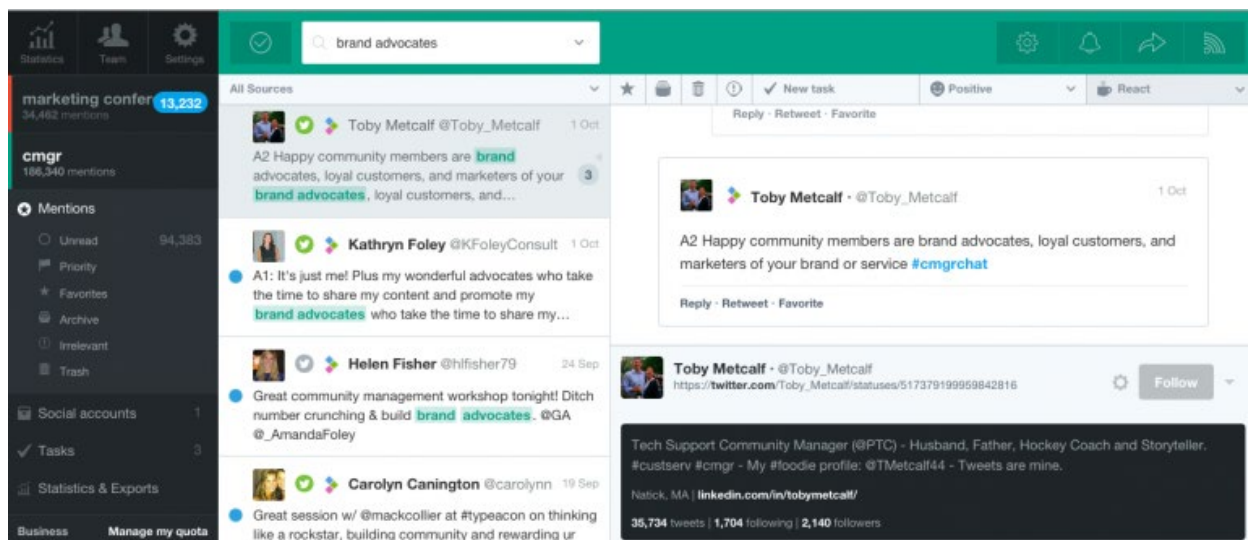 Statistics
Team
Settings
marketing confer 13,232
34,462 mentions
cmgr
186,340 mentions
Mentions
Unread 94,383
Priority
Favorites
Archive
Irrelevant
Trash
Social accounts 1
Tasks 3
Statistics & Exports
Business Manage my quota
brand advocates
All Sources
Toby Metcalf @Toby_Metcalf 1 Oct
A2 Happy community members are brand
advocates, loyal customers, and marketers of your 3
brand advocates, loyal customers, and...
Kathryn Foley @KFoleyConsult 1 Oct
A1: It's just me! Plus my wonderful advocates who take
the time to share my content and promote my
brand advocates who take the time to share my...
Helen Fisher @hlfisher79 24 Sep
Great community management workshop tonight! Ditch
number crunching & build brand advocates. @GA
@_AmandaFoley
Carolyn Canington @carolynn 19 Sep
Great session w/ @mackcollier at #typeacon on thinking
like a rockstar, building community and rewarding ur
New task
Positive
React
Reply · Retweet · Favorite
Toby Metcalf · @Toby_Metcalf 1 Oct
A2 Happy community members are brand advocates, loyal customers, and
marketers of your brand or service #cmgrchat
Reply · Retweet · Favorite
Toby Metcalf · @Toby_Metcalf
https://twitter.com/Toby_Metcalf/statuses/517379199959842816
Follow
Tech Support Community Manager (@PTC) - Husband, Father, Hockey Coach and Storyteller.
#custserv #cmgr - My #foodie profile: @TMetcalf44 - Tweets are mine.
Natick, MA | linkedin.com/in/tobymetcalf/
35,734 tweets | 1,704 following | 2,140 followers